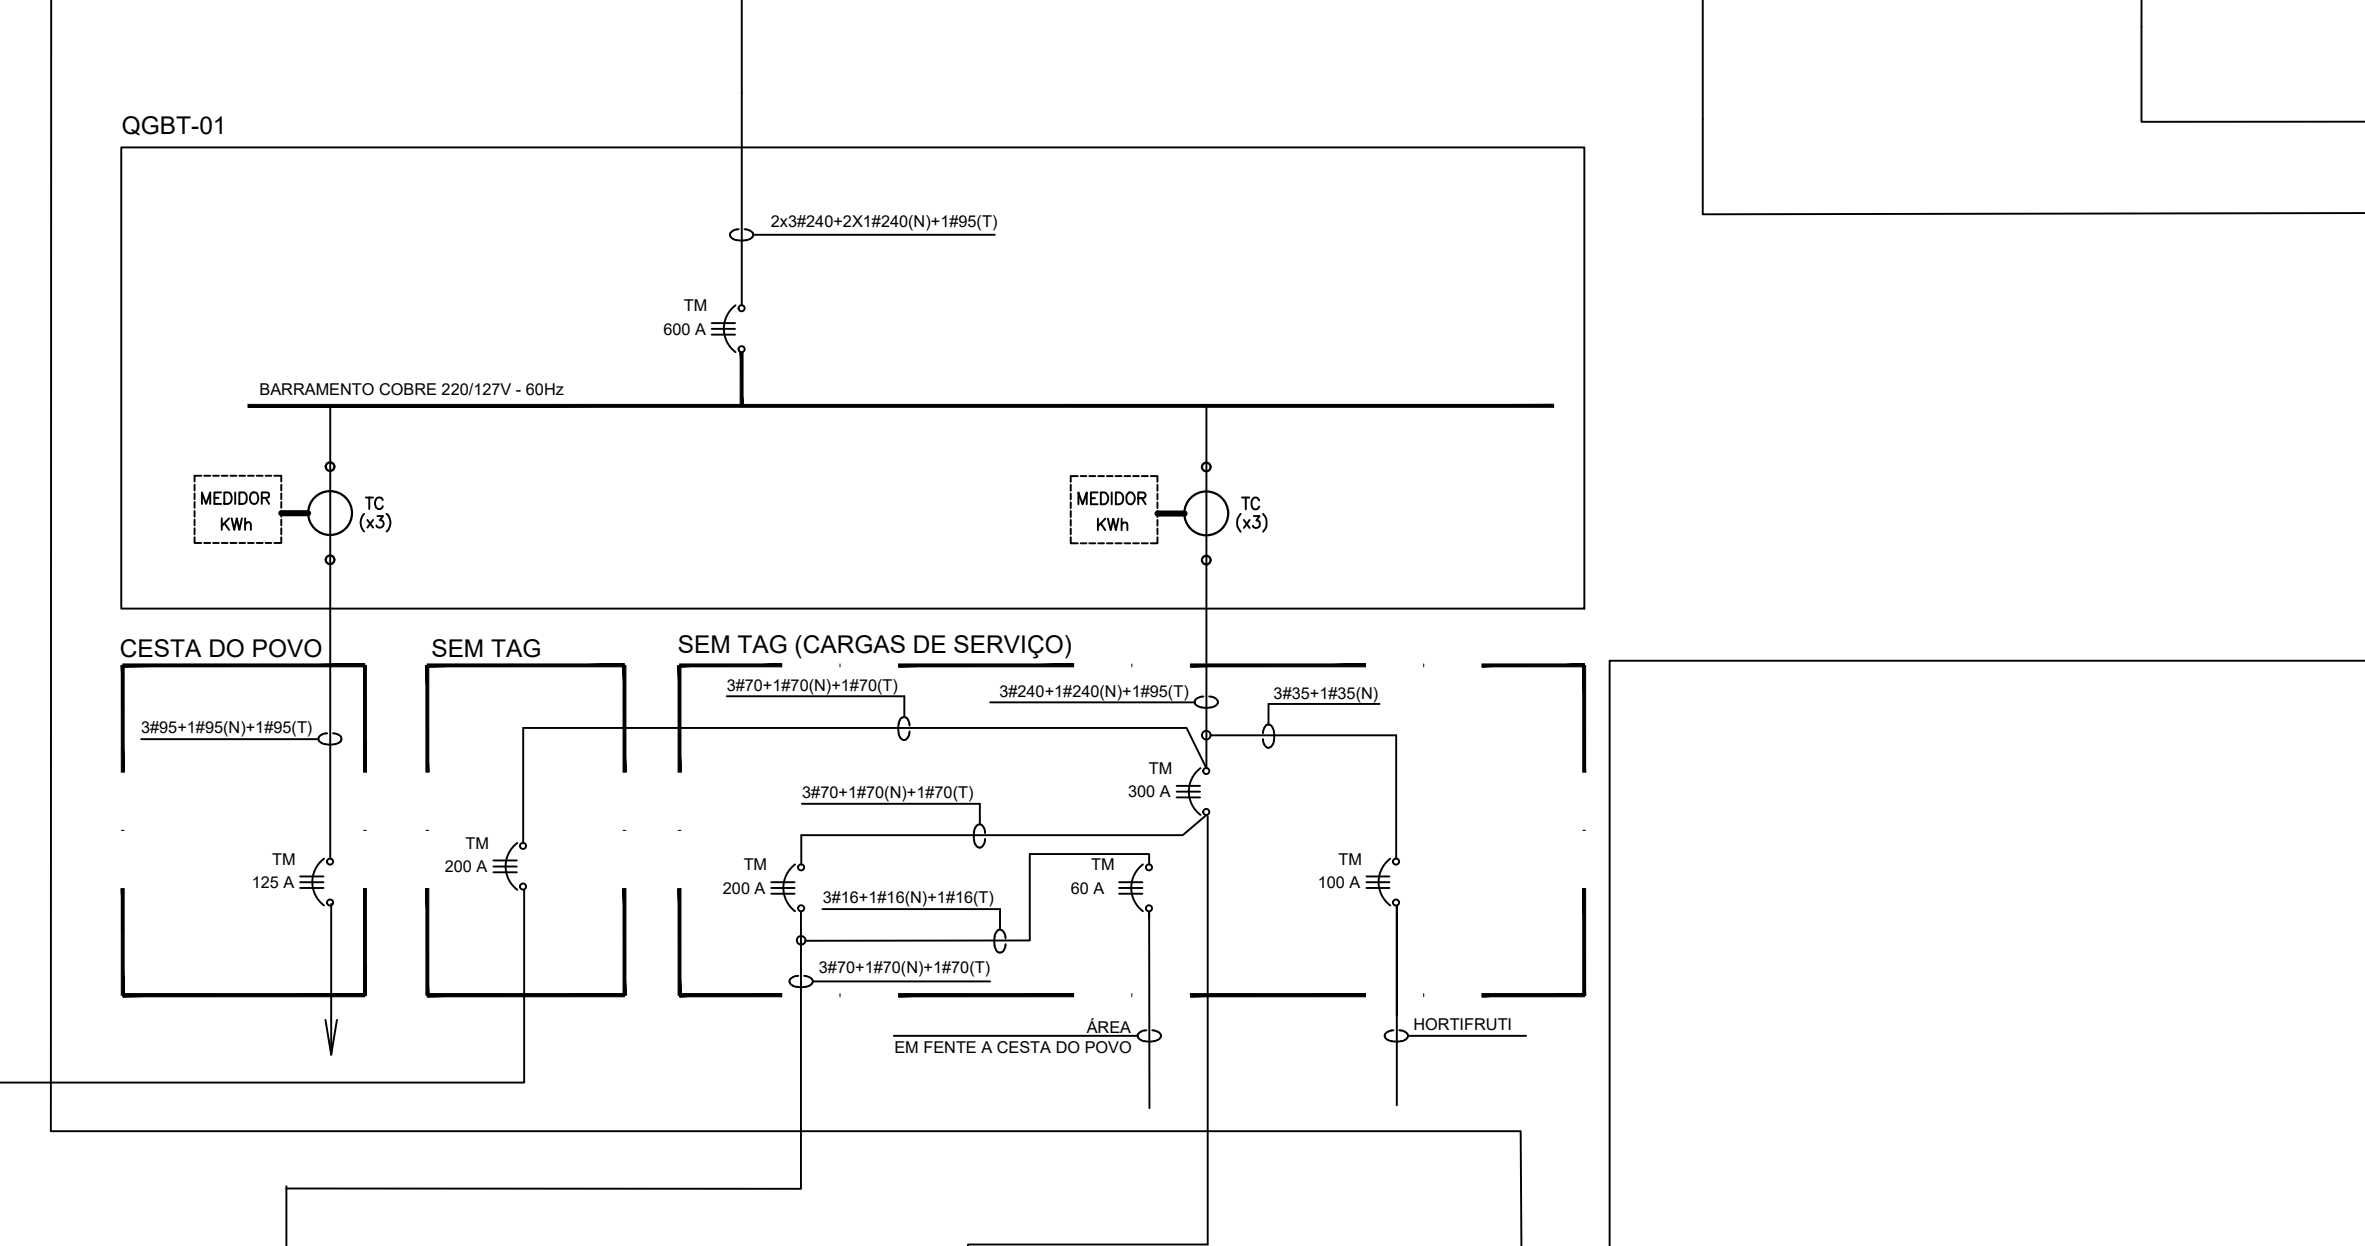 QGBT-01
2x3#240+2X1#240(N)+1#95(T)
TM
600 A
BARRAMENTO COBRE 220/127V - 60Hz
MEDIDOR
KWh
TC
(x3)
MEDIDOR
KWh
TC
(x3)
CESTA DO POVO
SEM TAG
SEM TAG (CARGAS DE SERVIÇO)
3#70+1#70(N)+1#70(T)
3#240+1#240(N)+1#95(T)
3#35+1#35(N)
3#95+1#95(N)+1#95(T)
TM
300 A
3#70+1#70(N)+1#70(T)
TM
125 A
TM
200 A
TM
200 A
TM
60 A
TM
100 A
3#16+1#16(N)+1#16(T)
3#70+1#70(N)+1#70(T)
ÁREA
EM FENTE A CESTA DO POVO
HORTIFRUTI